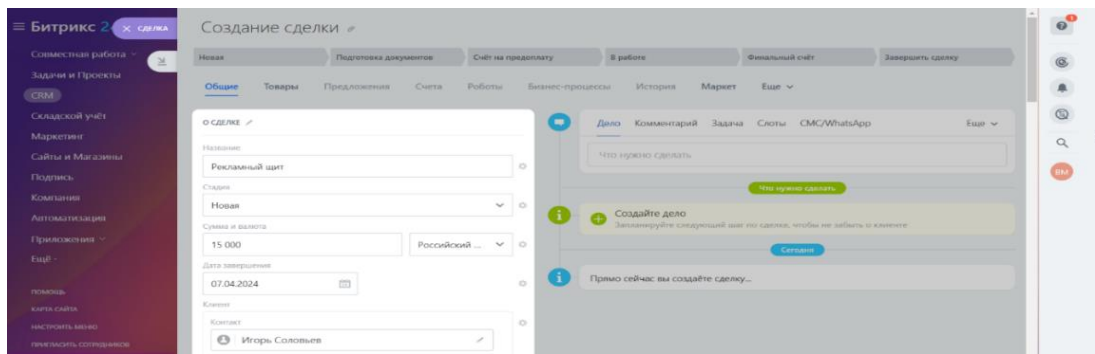 Битрикс 2
× СДЕЛКА
Совместная работа
Задачи и Проекты
CRM
Складской учёт
Маркетинг
Сайты и Магазины
Подпись
Компания
Автоматизация
Приложения
Ещё
ПОМОЩЬ
КАРТА САЙТА
НАСТРОИТЬ МЕНЮ
ПРИГЛАСИТЬ СОТРУДНИКОВ
Создание сделки
Новая Подготовка документов Счёт на предоплату В работе Финальный счёт Завершить сделку
Общие Товары Предложения Счета Роботы Бизнес-процессы История Маркет Еще
О СДЕЛКЕ
Название
Рекламный щит
Стадия
Новая
Сумма и валюта
15 000 Российский ...
Дата завершения
07.04.2024
Клиент
Контакт
Игорь Соловьев
Дело Комментарий Задача Слоты СМС/WhatsApp Еще
Что нужно сделать
Что нужно сделать
Создайте дело
Запланируйте следующий шаг по сделке, чтобы не забыть о клиенте
Сегодня
Прямо сейчас вы создаёте сделку...
1
ВМ